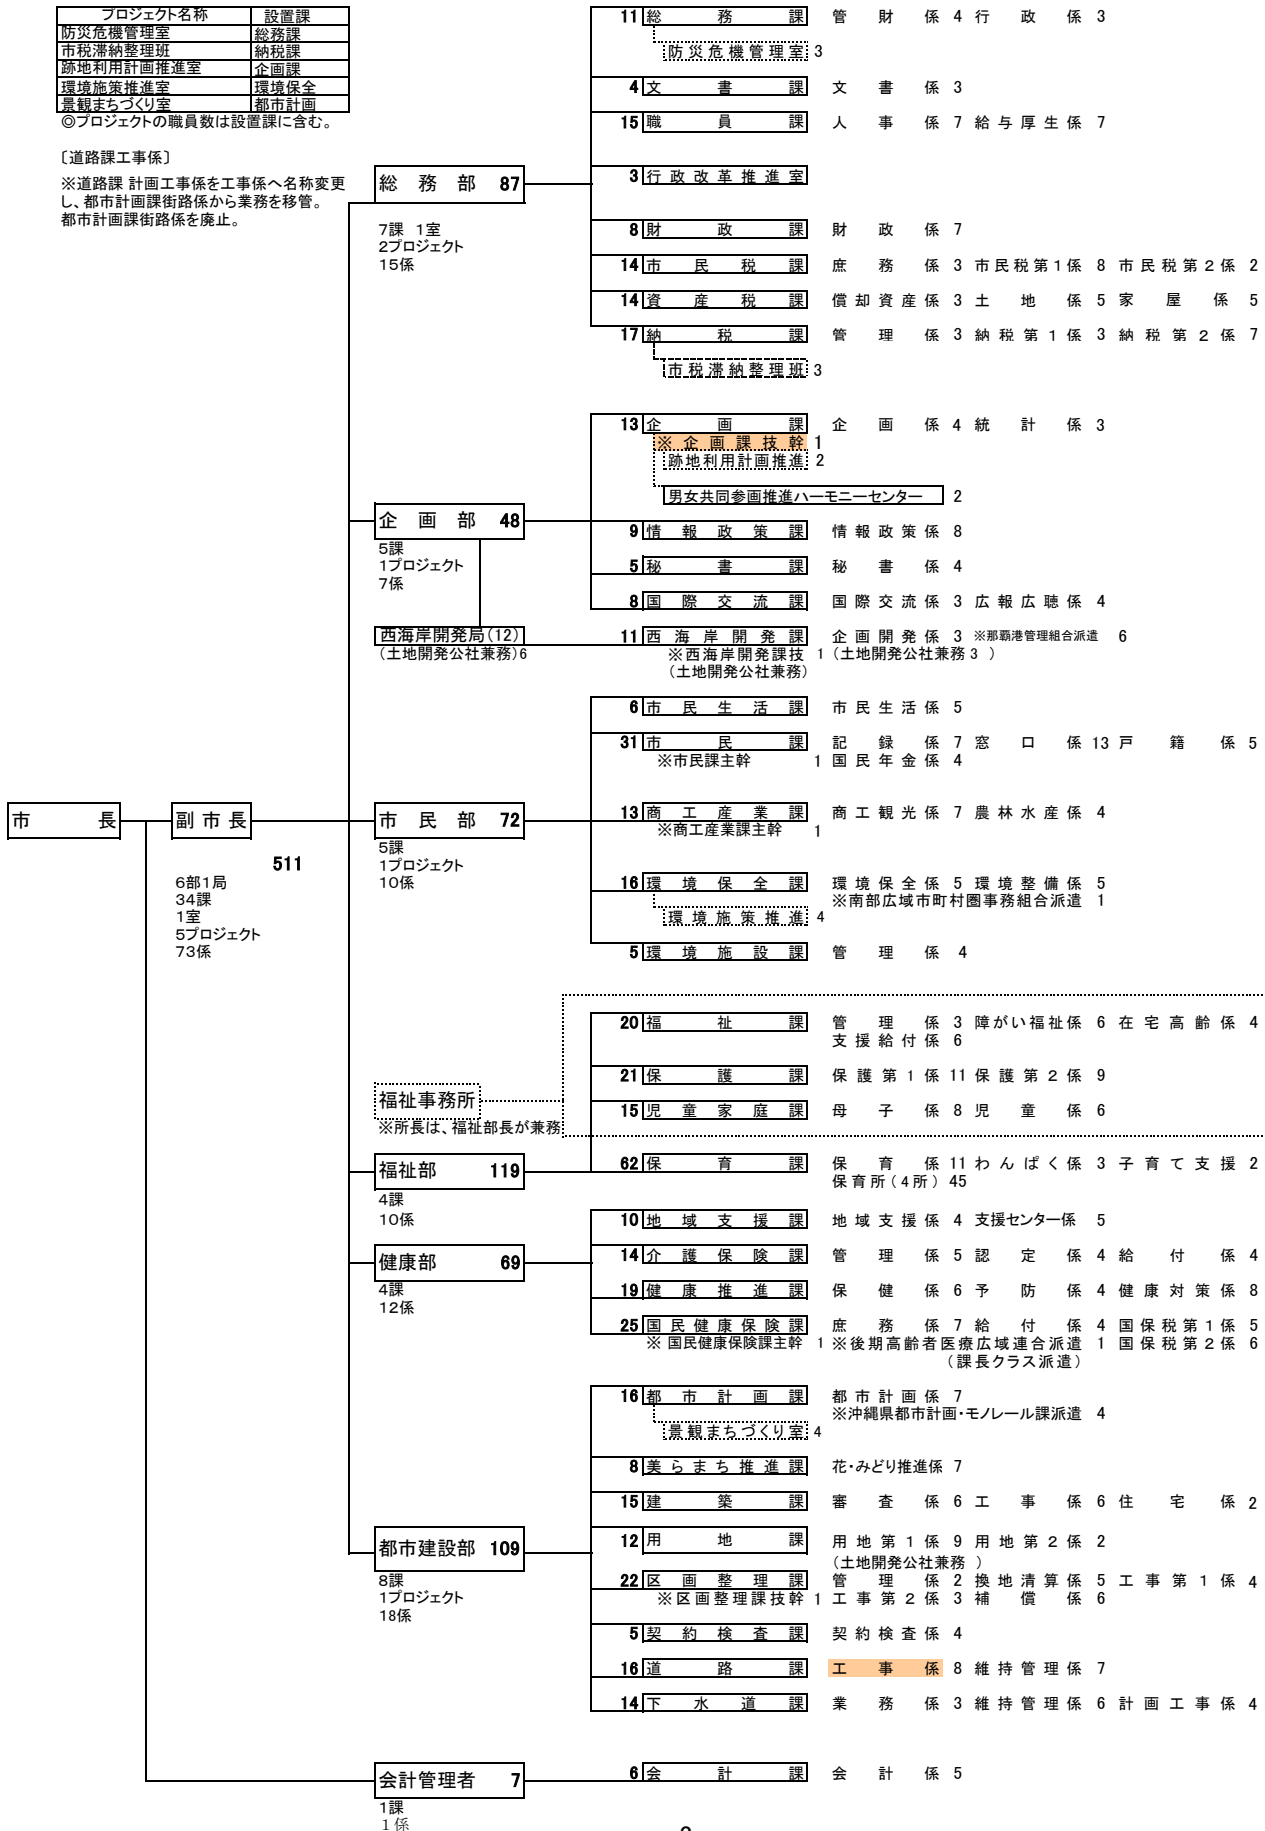 プロジェクト名称 設置課
防災危機管理室 総務課
市税滞納整理班 納税課
跡地利用計画推進室 企画課
環境施策推進室 環境保全
景観まちづくり室 都市計画
◎プロジェクトの職員数は設置課に含む。
〔道路課工事係〕
※道路課 計画工事係を工事係へ名称変更
し、都市計画課街路係から業務を移管。
都市計画課街路係を廃止。
市長
副市長
511
6部1局
34課
1室
5プロジェクト
73係
総務部 87
7課 1室
2プロジェクト
15係
11 総務課 管財係 4 行政係 3
防災危機管理室 3
4 文書課 文書係 3
15 職員課 人事係 7 給与厚生係 7
3 行政改革推進室
8 財政課 財政係 7
14 市民税課 庶務係 3 市民税第1係 8 市民税第2係 2
14 資産税課 償却資産係 3 土地係 5 家屋係 5
17 納税課 管理係 3 納税第1係 3 納税第2係 7
市税滞納整理班 3
企画部 48
5課
1プロジェクト
7係
13 企画課 企画係 4 統計係 3
※企画課技幹 1
跡地利用計画推進 2
男女共同参画推進ハーモニーセンター 2
9 情報政策課 情報政策係 8
5 秘書課 秘書係 4
8 国際交流課 国際交流係 3 広報広聴係 4
西海岸開発局(12)
(土地開発公社兼務)6
11 西海岸開発課 企画開発係 3 ※那覇港管理組合派遣 6
※西海岸開発課技 1 (土地開発公社兼務3 )
(土地開発公社兼務)
市民部 72
5課
1プロジェクト
10係
6 市民生活課 市民生活係 5
31 市民課 記録係 7 窓口係 13 戸籍係 5
※市民課主幹 1 国民年金係 4
13 商工産業課 商工観光係 7 農林水産係 4
※商工産業課主幹 1
16 環境保全課 環境保全係 5 環境整備係 5
※南部広域市町村圏事務組合派遣 1
環境施策推進 4
5 環境施設課 管理係 4
福祉事務所
※所長は、福祉部長が兼務
20 福祉課 管理係 3 障がい福祉係 6 在宅高齢係 4
支援給付係 6
21 保護課 保護第1係 11 保護第2係 9
15 児童家庭課 母子係 8 児童係 6
福祉部 119
4課
10係
62 保育課 保育係 11 わんぱく係 3 子育て支援 2
保育所(4所) 45
健康部 69
4課
12係
10 地域支援課 地域支援係 4 支援センター係 5
14 介護保険課 管理係 5 認定係 4 給付係 4
19 健康推進課 保健係 6 予防係 4 健康対策係 8
25 国民健康保険課 庶務係 7 給付係 4 国保税第1係 5
※ 国民健康保険課主幹 1 ※後期高齢者医療広域連合派遣 1 国保税第2係 6
(課長クラス派遣)
都市建設部 109
8課
1プロジェクト
18係
16 都市計画課 都市計画係 7
※沖縄県都市計画・モノレール課派遣 4
景観まちづくり室 4
8 美らまち推進課 花・みどり推進係 7
15 建築課 審査係 6 工事係 6 住宅係 2
12 用地課 用地第1係 9 用地第2係 2
(土地開発公社兼務 )
22 区画整理課 管理係 2 換地清算係 5 工事第1係 4
※区画整理課技幹 1 工事第2係 3 補償係 6
5 契約検査課 契約検査係 4
16 道路課 工事係 8 維持管理係 7
14 下水道課 業務係 3 維持管理係 6 計画工事係 4
会計管理者 7
1課
1係
6 会計課 会計係 5